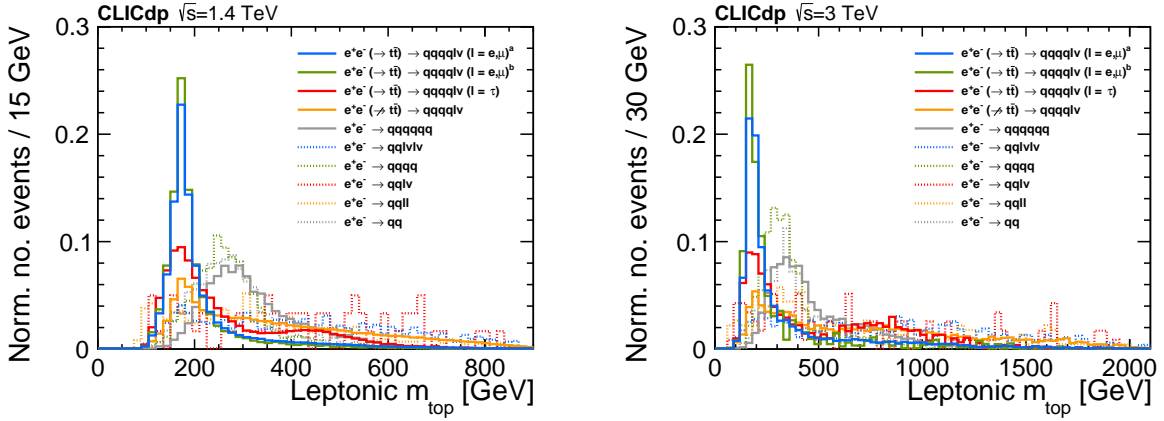 CLICdp √s=1.4 TeV
Norm. no. events / 15 GeV
0.3
0.2
0.1
0
e⁺e⁻ (→ tt̄) → qqqqlν (l = e,μ)ᵃ
e⁺e⁻ (→ tt̄) → qqqqlν (l = e,μ)ᵇ
e⁺e⁻ (→ tt̄) → qqqqlν (l = τ)
e⁺e⁻ (↛ tt̄) → qqqqlν
e⁺e⁻ → qqqqqq
e⁺e⁻ → qqlνlν
e⁺e⁻ → qqqq
e⁺e⁻ → qqlν
e⁺e⁻ → qqll
e⁺e⁻ → qq
0 200 400 600 800
Leptonic m_top [GeV]
CLICdp √s=3 TeV
Norm. no. events / 30 GeV
0.3
0.2
0.1
0
e⁺e⁻ (→ tt̄) → qqqqlν (l = e,μ)ᵃ
e⁺e⁻ (→ tt̄) → qqqqlν (l = e,μ)ᵇ
e⁺e⁻ (→ tt̄) → qqqqlν (l = τ)
e⁺e⁻ (↛ tt̄) → qqqqlν
e⁺e⁻ → qqqqqq
e⁺e⁻ → qqlνlν
e⁺e⁻ → qqqq
e⁺e⁻ → qqlν
e⁺e⁻ → qqll
e⁺e⁻ → qq
0 500 1000 1500 2000
Leptonic m_top [GeV]